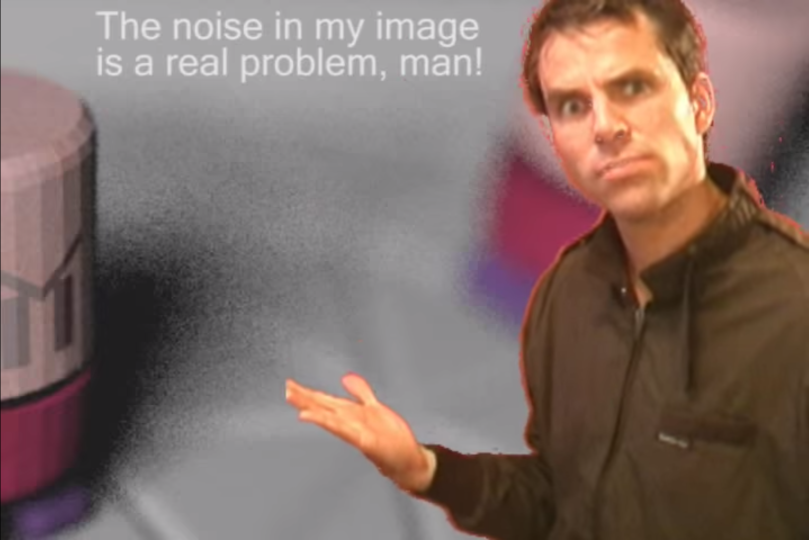 The noise in my image
is a real problem, man!